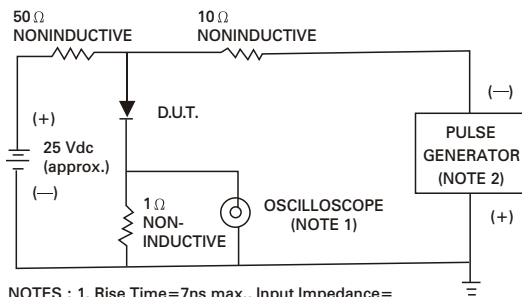 50 Ω
NONINDUCTIVE
10 Ω
NONINDUCTIVE
(+)
25 Vdc
(approx.)
(—)
D.U.T.
1 Ω
NON-
INDUCTIVE
OSCILLOSCOPE
(NOTE 1)
(—)
PULSE
GENERATOR
(NOTE 2)
(+)
NOTES : 1. Rise Time=7ns max., Input Impedance=